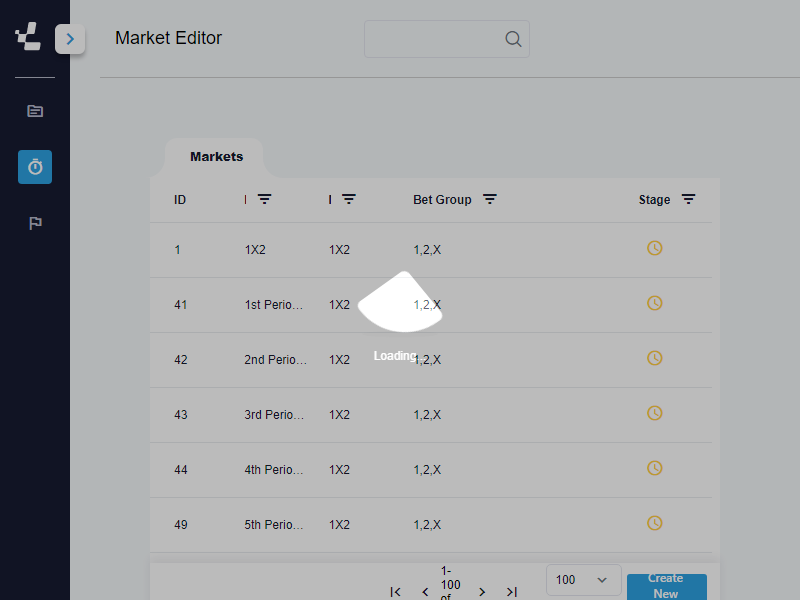 Market Editor
Markets
ID I I Bet Group Stage
1 1X2 1X2 1,2,X
41 1st Perio... 1X2 1,2,X
Loading...
42 2nd Perio... 1X2 1,2,X
43 3rd Perio... 1X2 1,2,X
44 4th Perio... 1X2 1,2,X
49 5th Perio... 1X2 1,2,X
1-
100
of
100
Create
New